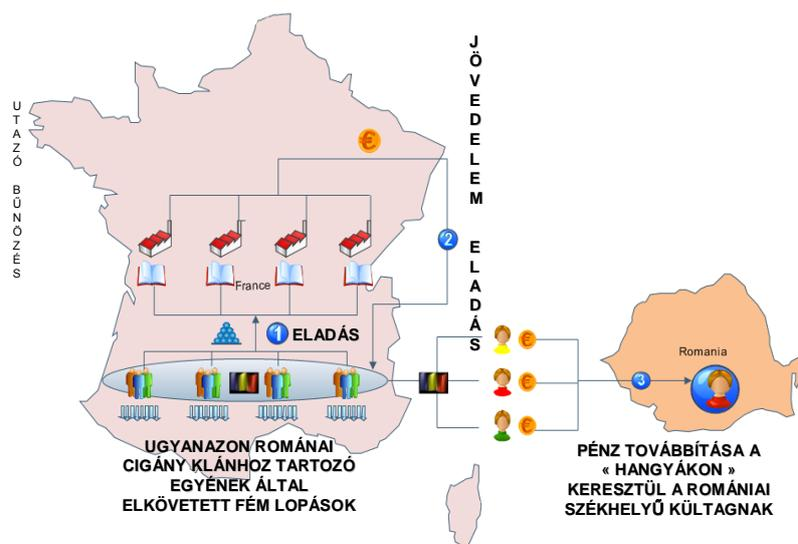 UTAZÓ BŰNÖZÉS
JÖVEDELEM ELADÁS
€
2
France
1 ELADÁS
€
€
€
3
Romania
UGYANAZON ROMÁNAI
CIGÁNY KLÁNHOZ TARTOZÓ
EGYÉNEK ÁLTAL
ELKÖVETETT FÉM LOPÁSOK
PÉNZ TOVÁBBÍTÁSA A
« HANGYÁKON »
KERESZTÜL A ROMÁNIAI
SZÉKHELYŰ KÜLTAGNAK